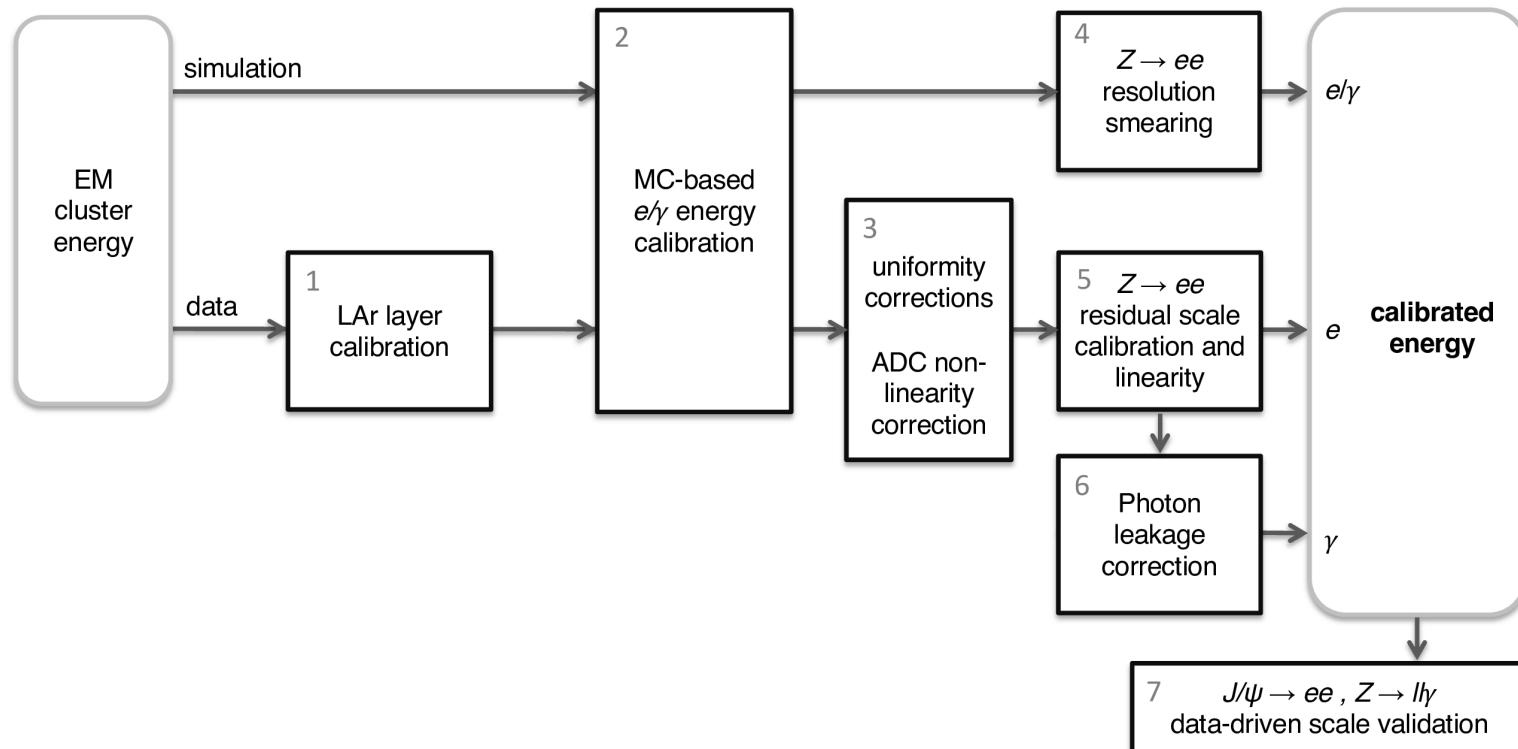 EM
cluster
energy
simulation
data
1
LAr layer
calibration
2
MC-based
e/γ energy
calibration
3
uniformity
corrections
ADC non-
linearity
correction
4
Z → ee
resolution
smearing
5
Z → ee
residual scale
calibration and
linearity
6
Photon
leakage
correction
e/γ
e
γ
calibrated
energy
7
J/ψ → ee , Z → llγ
data-driven scale validation